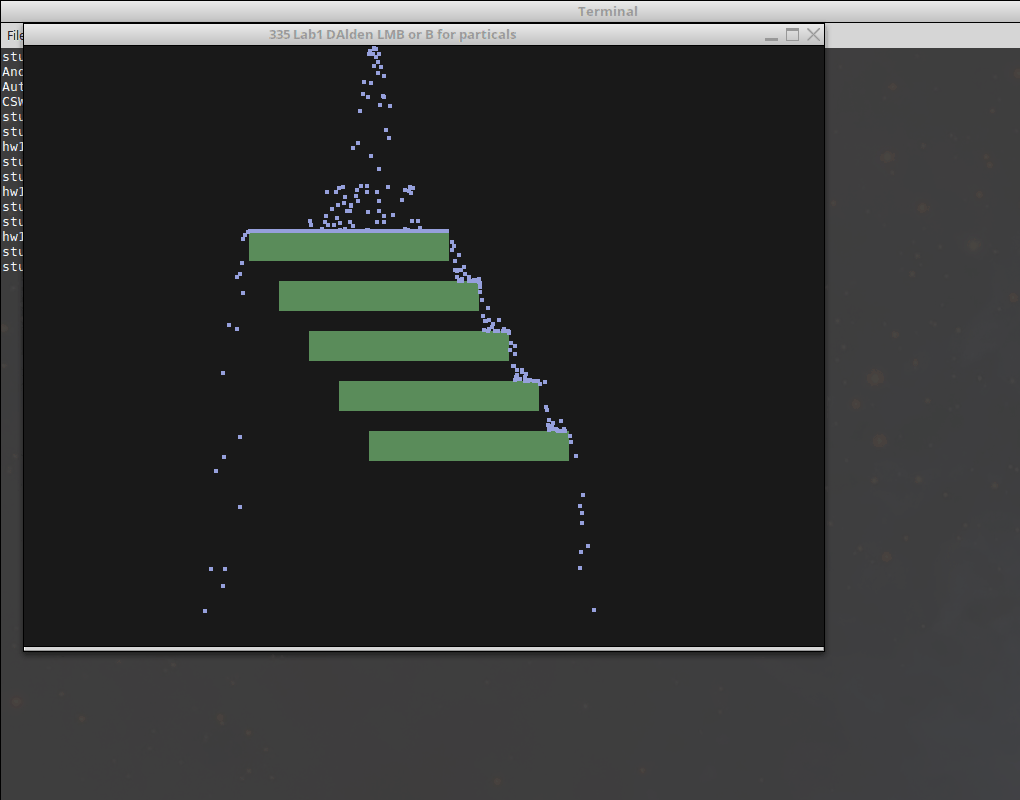 Terminal
335 Lab1 DAlden LMB or B for particals
File
stu
And
Aut
CSW
stu
stu
hw1
stu
stu
hw1
stu
stu
hw1
stu
stu